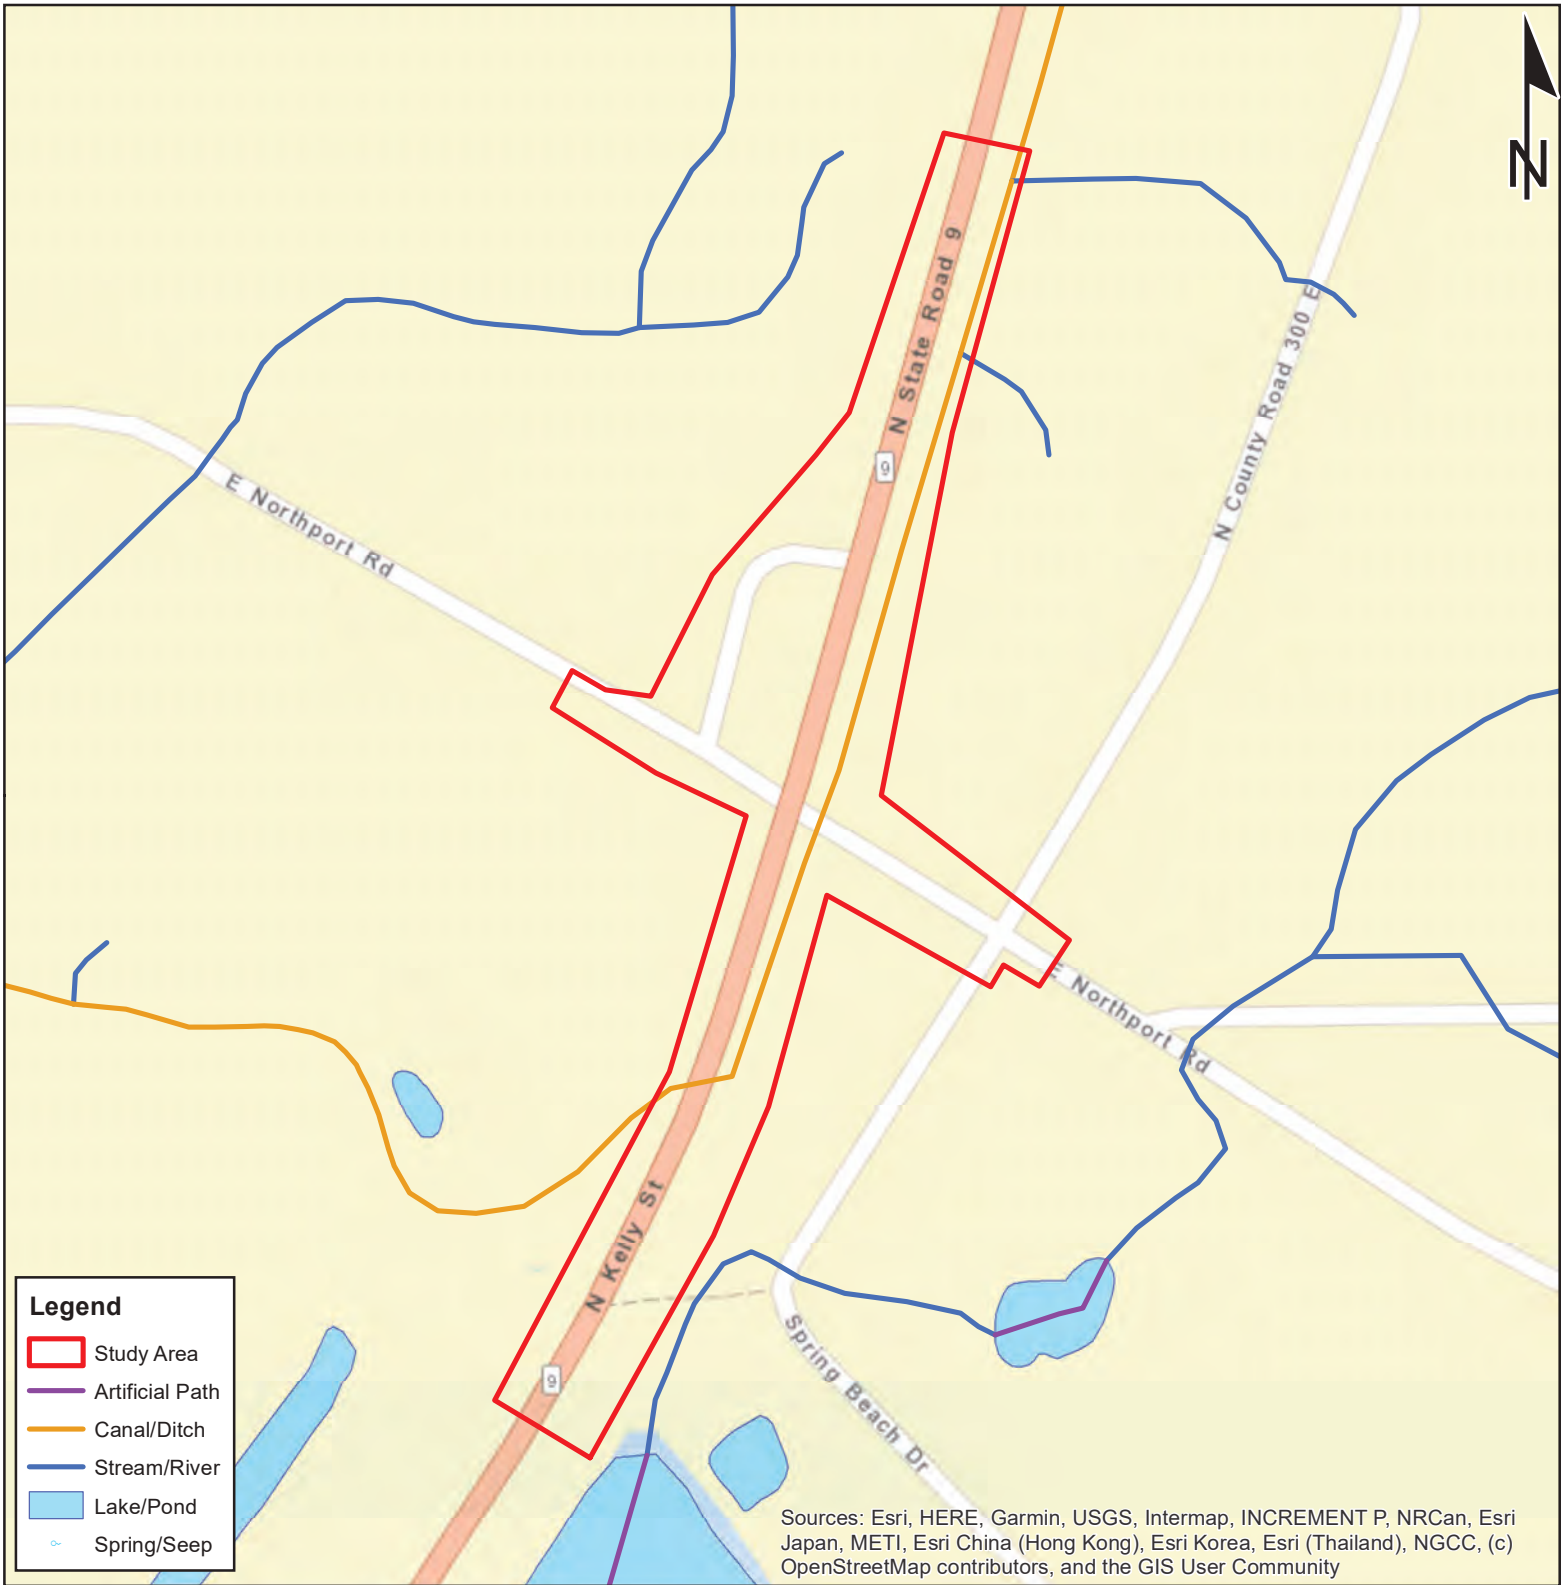 N
N State Road 9
9
N County Road 300 E
E Northport Rd
E Northport Rd
N Kelly St
9
Spring Beach Dr
Legend
Study Area
Artificial Path
Canal/Ditch
Stream/River
Lake/Pond
Spring/Seep
Sources: Esri, HERE, Garmin, USGS, Intermap, INCREMENT P, NRCan, Esri
Japan, METI, Esri China (Hong Kong), Esri Korea, Esri (Thailand), NGCC, (c)
OpenStreetMap contributors, and the GIS User Community